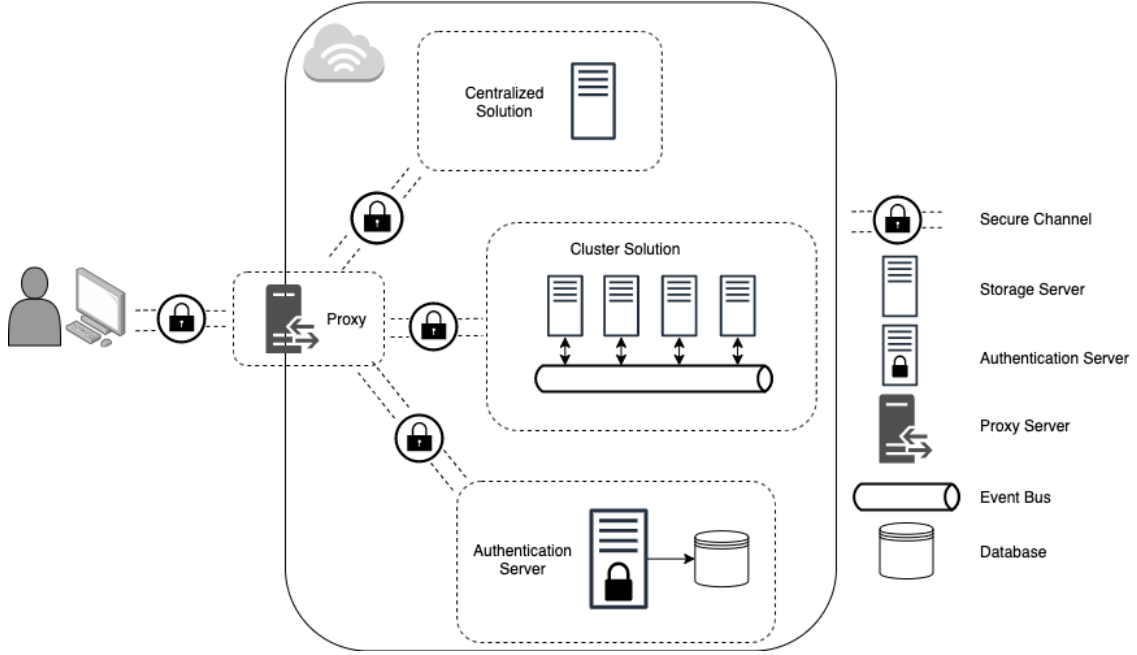 Centralized
Solution
Cluster Solution
Proxy
Authentication
Server
Secure Channel
Storage Server
Authentication Server
Proxy Server
Event Bus
Database